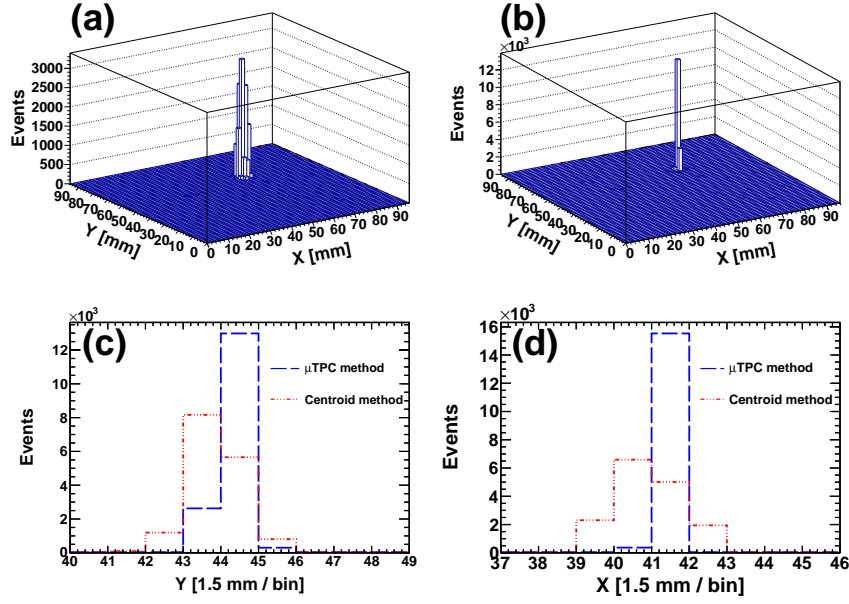 (a)
3500
3000
2500
2000
1500
1000
500
0
Events
90 80 70 60 50 40 30 20 10 0
Y [mm]
0 10 20 30 40 50 60 70 80 90
X [mm]
(b)
×10³
14
12
10
8
6
4
2
0
Events
90 80 70 60 50 40 30 20 10 0
Y [mm]
0 10 20 30 40 50 60 70 80 90
X [mm]
(c)
×10³
12
10
8
6
4
2
0
Events
μTPC method
Centroid method
40 41 42 43 44 45 46 47 48 49
Y [1.5 mm / bin]
(d)
×10³
16
14
12
10
8
6
4
2
0
Events
μTPC method
Centroid method
37 38 39 40 41 42 43 44 45 46
X [1.5 mm / bin]